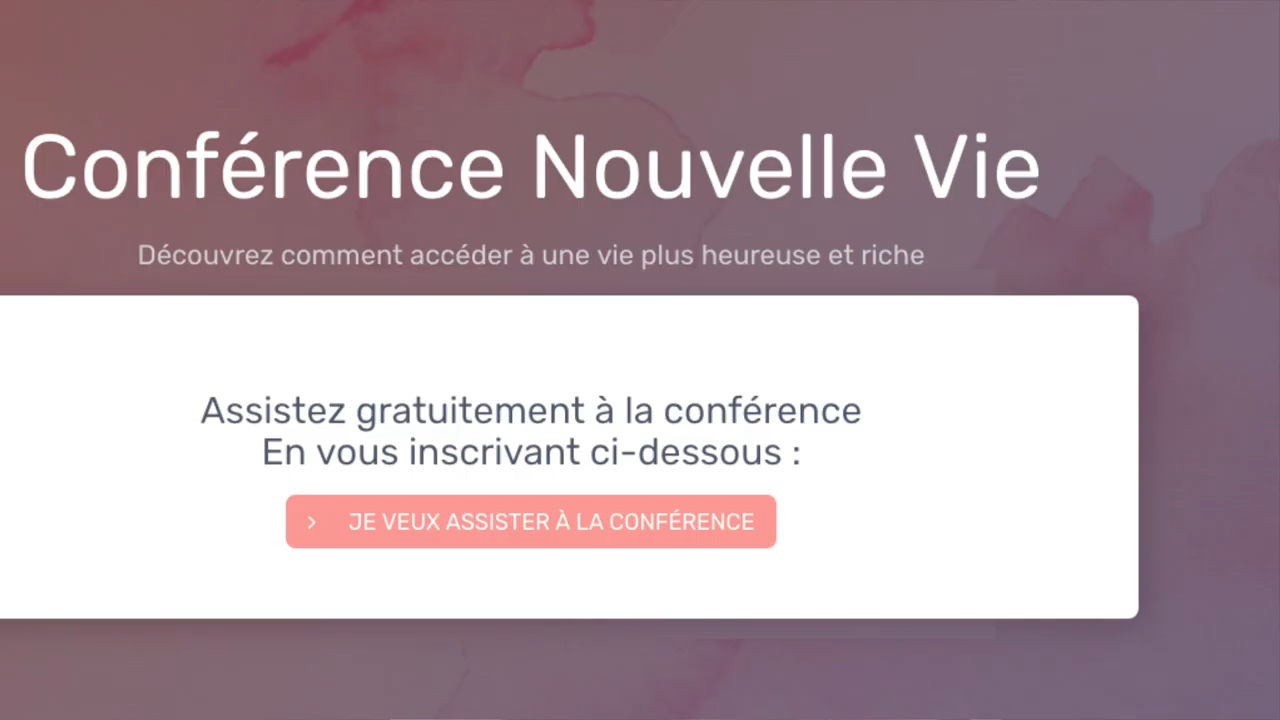 Conférence Nouvelle Vie
Découvrez comment accéder à une vie plus heureuse et riche
Assistez gratuitement à la conférence
En vous inscrivant ci-dessous :
JE VEUX ASSISTER À LA CONFÉRENCE